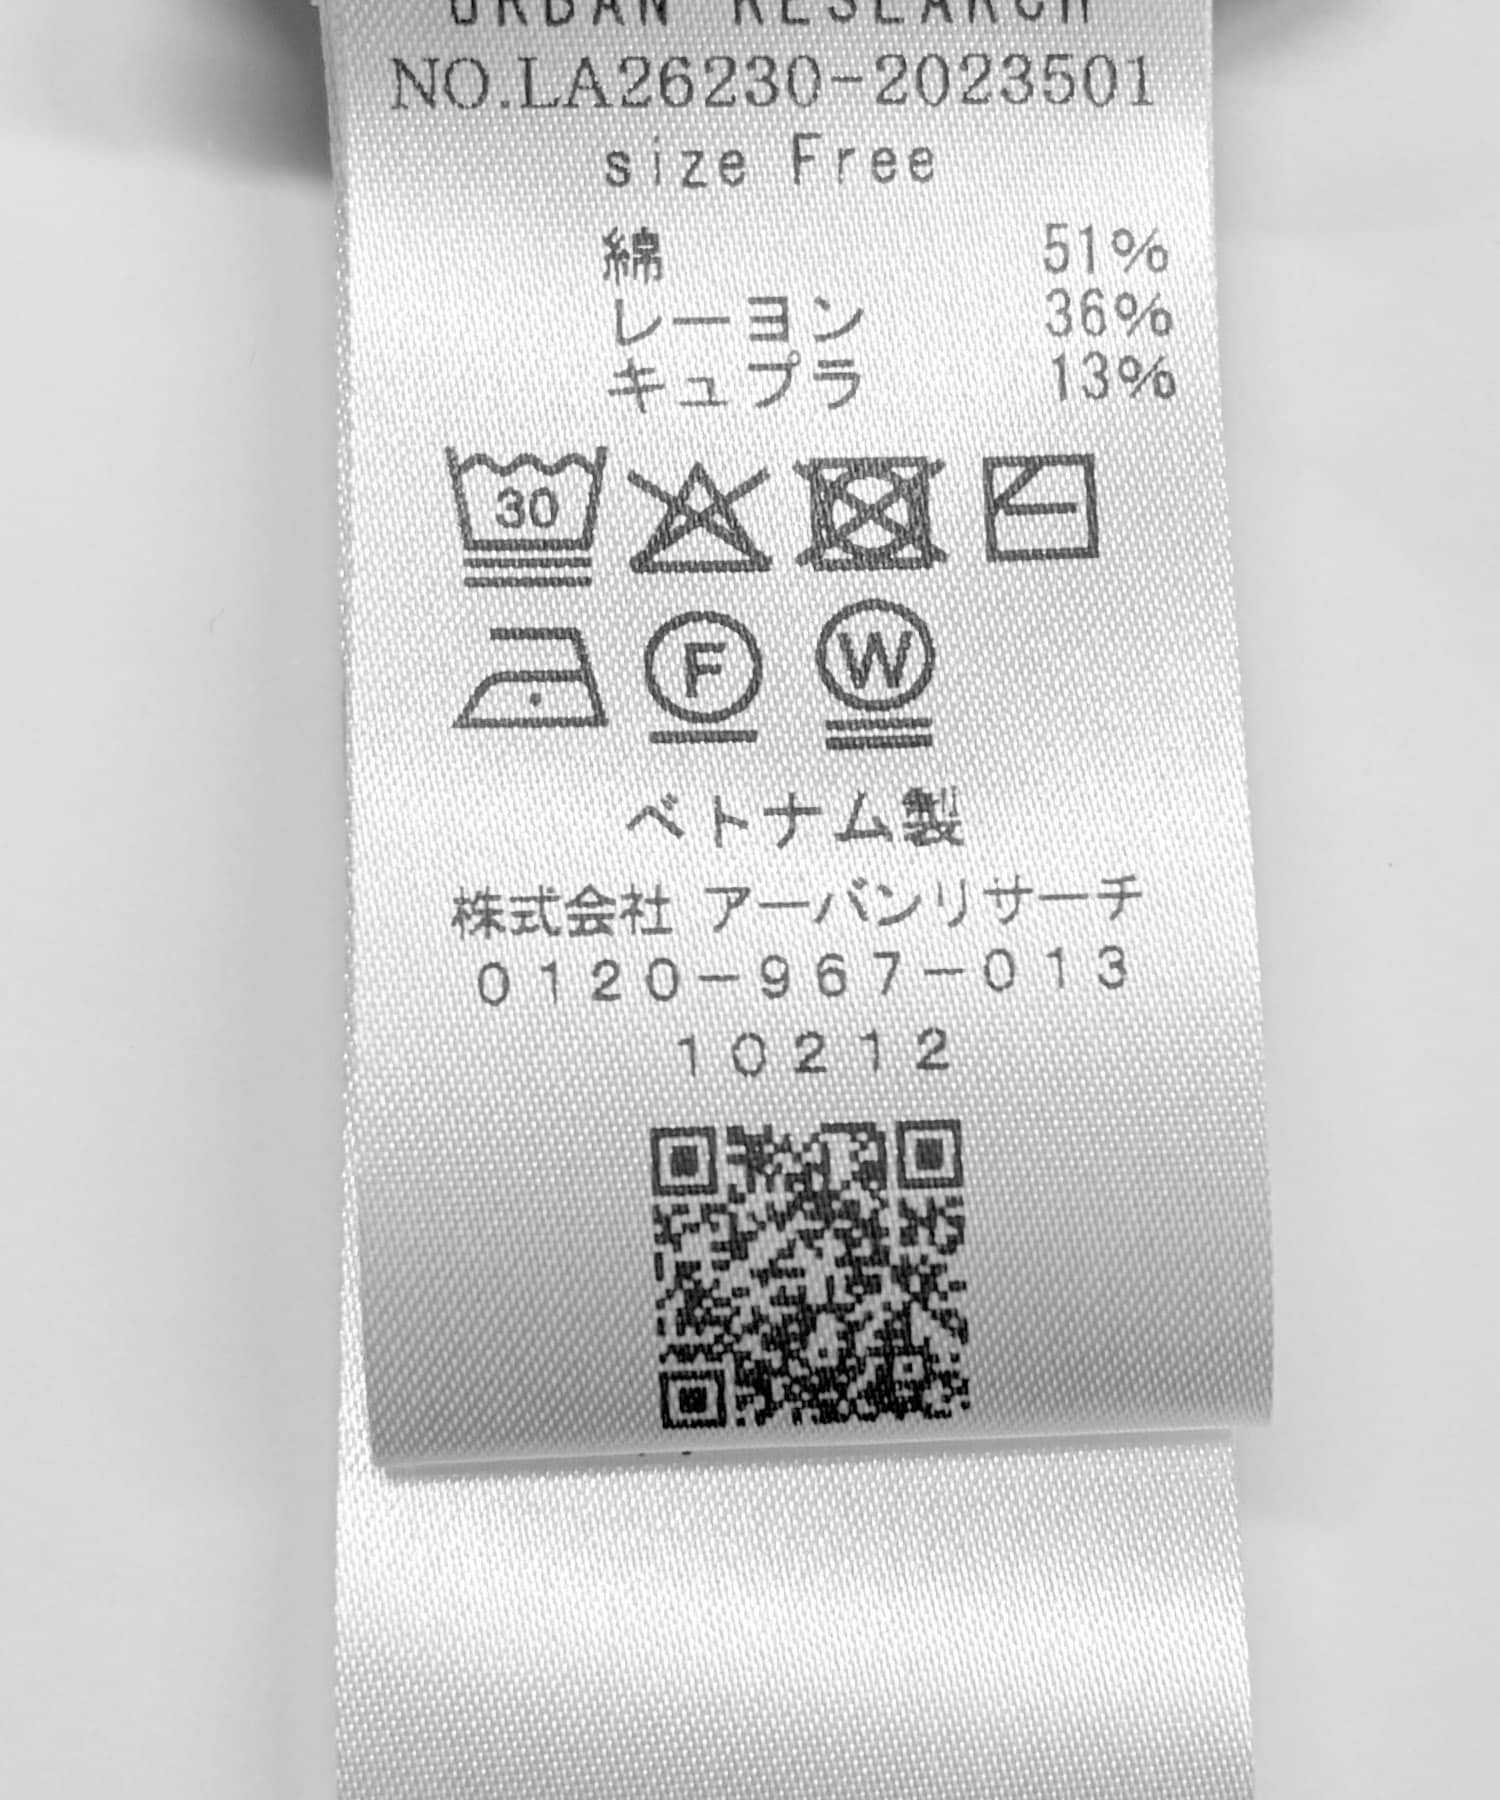 URBAN RESEARCH
NO.LA26230-2023501
size Free
綿 51%
レーヨン 36%
キュプラ 13%
30
F W
ベトナム製
株式会社 アーバンリサーチ
0120-967-013
10212